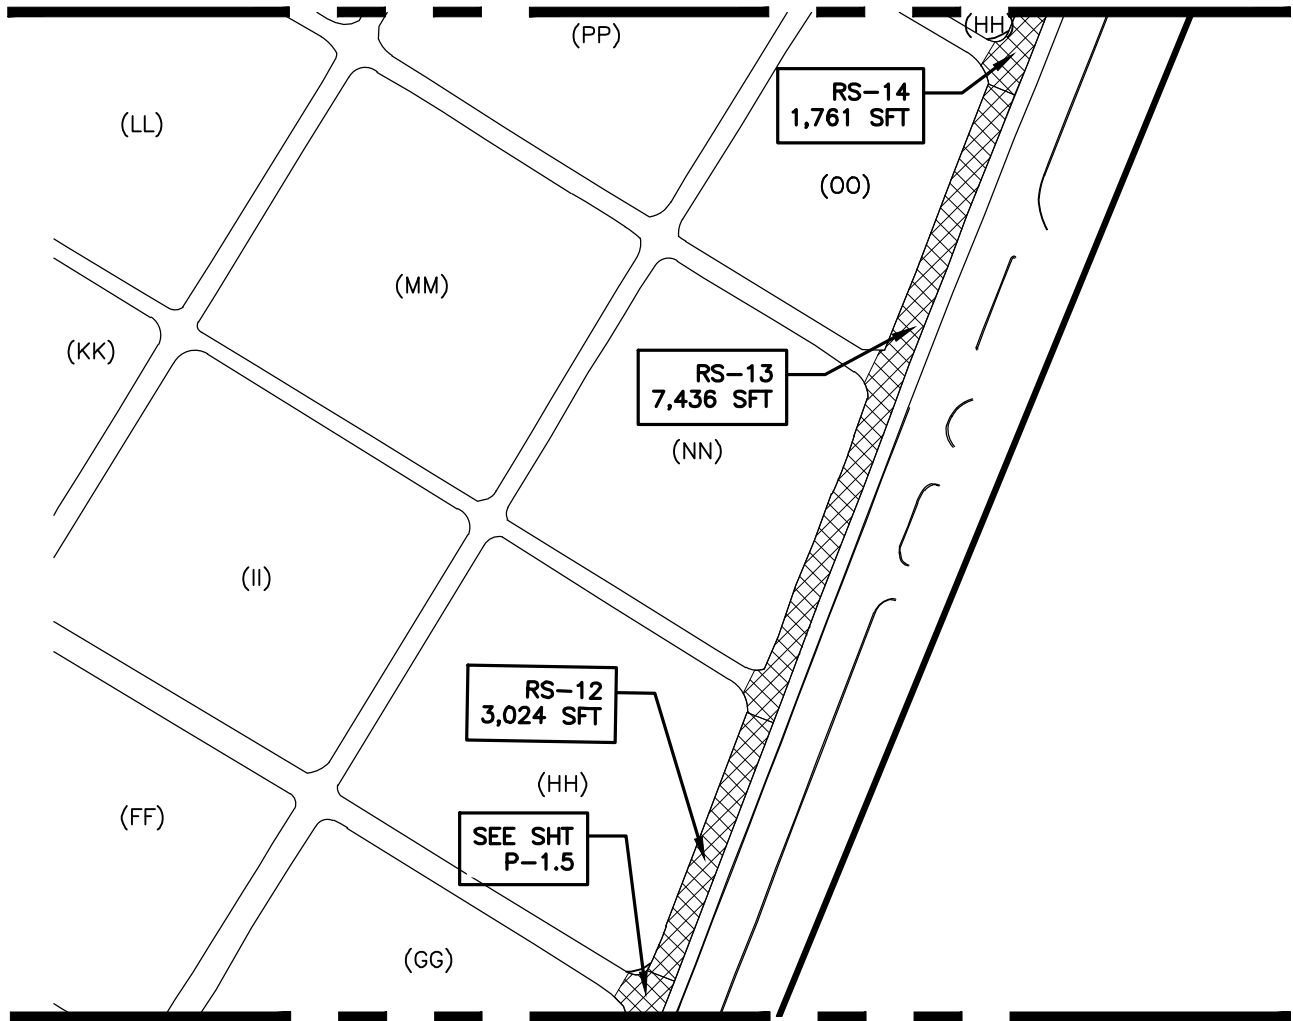 (PP)
(HH)
RS-14
1,761 SFT
(LL)
(OO)
(MM)
(KK)
RS-13
7,436 SFT
(NN)
(II)
RS-12
3,024 SFT
(HH)
(FF)
SEE SHT
P-1.5
(GG)